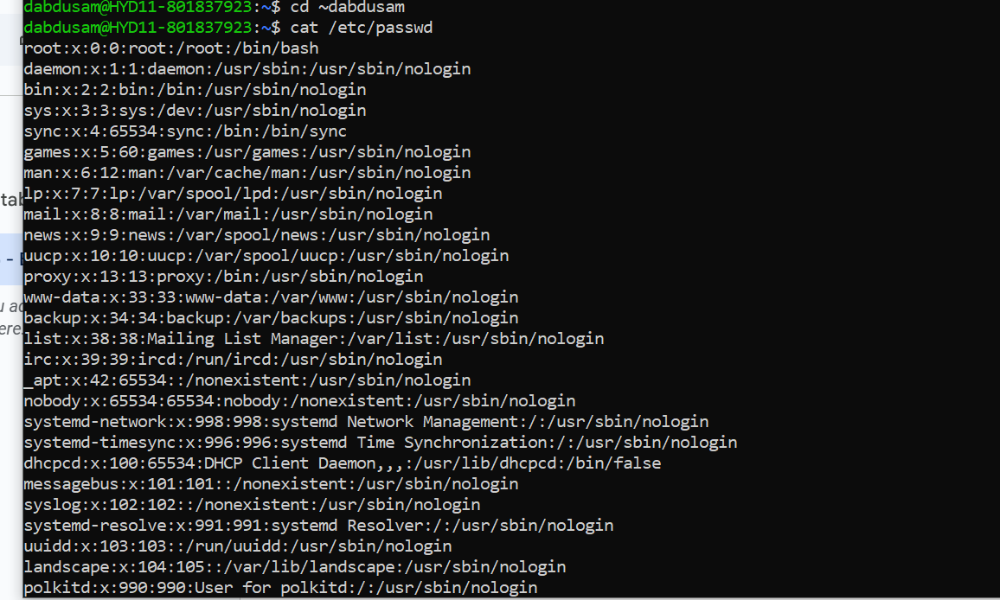 dabdusam@HYD11-801837923:~$ cd ~dabdusam
dabdusam@HYD11-801837923:~$ cat /etc/passwd
root:x:0:0:root:/root:/bin/bash
daemon:x:1:1:daemon:/usr/sbin:/usr/sbin/nologin
bin:x:2:2:bin:/bin:/usr/sbin/nologin
sys:x:3:3:sys:/dev:/usr/sbin/nologin
sync:x:4:65534:sync:/bin:/bin/sync
games:x:5:60:games:/usr/games:/usr/sbin/nologin
man:x:6:12:man:/var/cache/man:/usr/sbin/nologin
lp:x:7:7:lp:/var/spool/lpd:/usr/sbin/nologin
mail:x:8:8:mail:/var/mail:/usr/sbin/nologin
news:x:9:9:news:/var/spool/news:/usr/sbin/nologin
uucp:x:10:10:uucp:/var/spool/uucp:/usr/sbin/nologin
proxy:x:13:13:proxy:/bin:/usr/sbin/nologin
www-data:x:33:33:www-data:/var/www:/usr/sbin/nologin
backup:x:34:34:backup:/var/backups:/usr/sbin/nologin
list:x:38:38:Mailing List Manager:/var/list:/usr/sbin/nologin
irc:x:39:39:ircd:/run/ircd:/usr/sbin/nologin
_apt:x:42:65534::/nonexistent:/usr/sbin/nologin
nobody:x:65534:65534:nobody:/nonexistent:/usr/sbin/nologin
systemd-network:x:998:998:systemd Network Management:/:/usr/sbin/nologin
systemd-timesync:x:996:996:systemd Time Synchronization:/:/usr/sbin/nologin
dhcpcd:x:100:65534:DHCP Client Daemon,,,:/usr/lib/dhcpcd:/bin/false
messagebus:x:101:101::/nonexistent:/usr/sbin/nologin
syslog:x:102:102::/nonexistent:/usr/sbin/nologin
systemd-resolve:x:991:991:systemd Resolver:/:/usr/sbin/nologin
uuidd:x:103:103::/run/uuidd:/usr/sbin/nologin
landscape:x:104:105::/var/lib/landscape:/usr/sbin/nologin
polkitd:x:990:990:User for polkitd:/:/usr/sbin/nologin